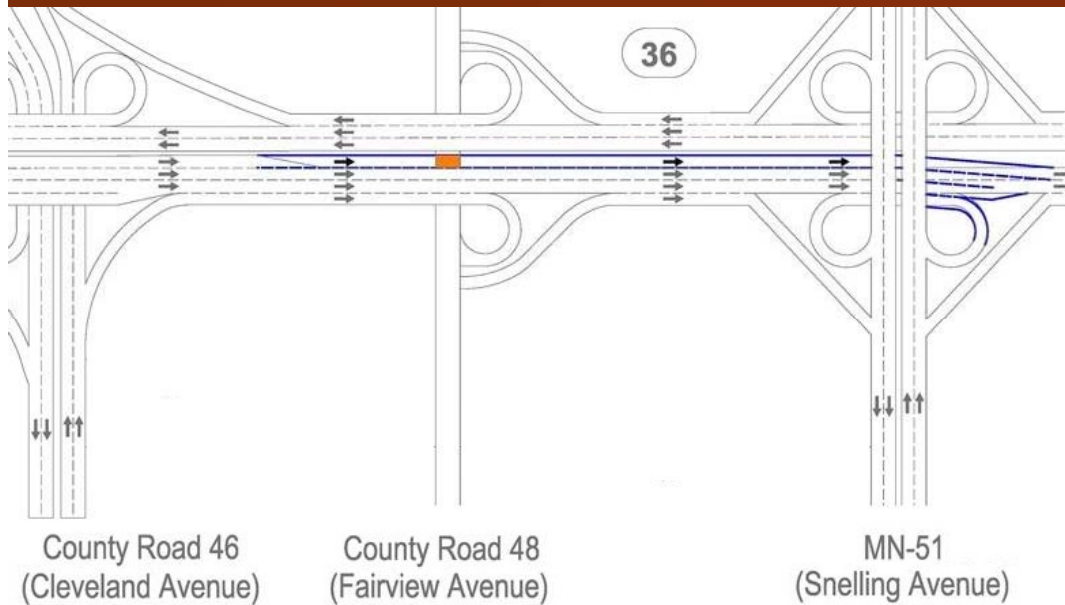 36
County Road 46
(Cleveland Avenue)
County Road 48
(Fairview Avenue)
MN-51
(Snelling Avenue)